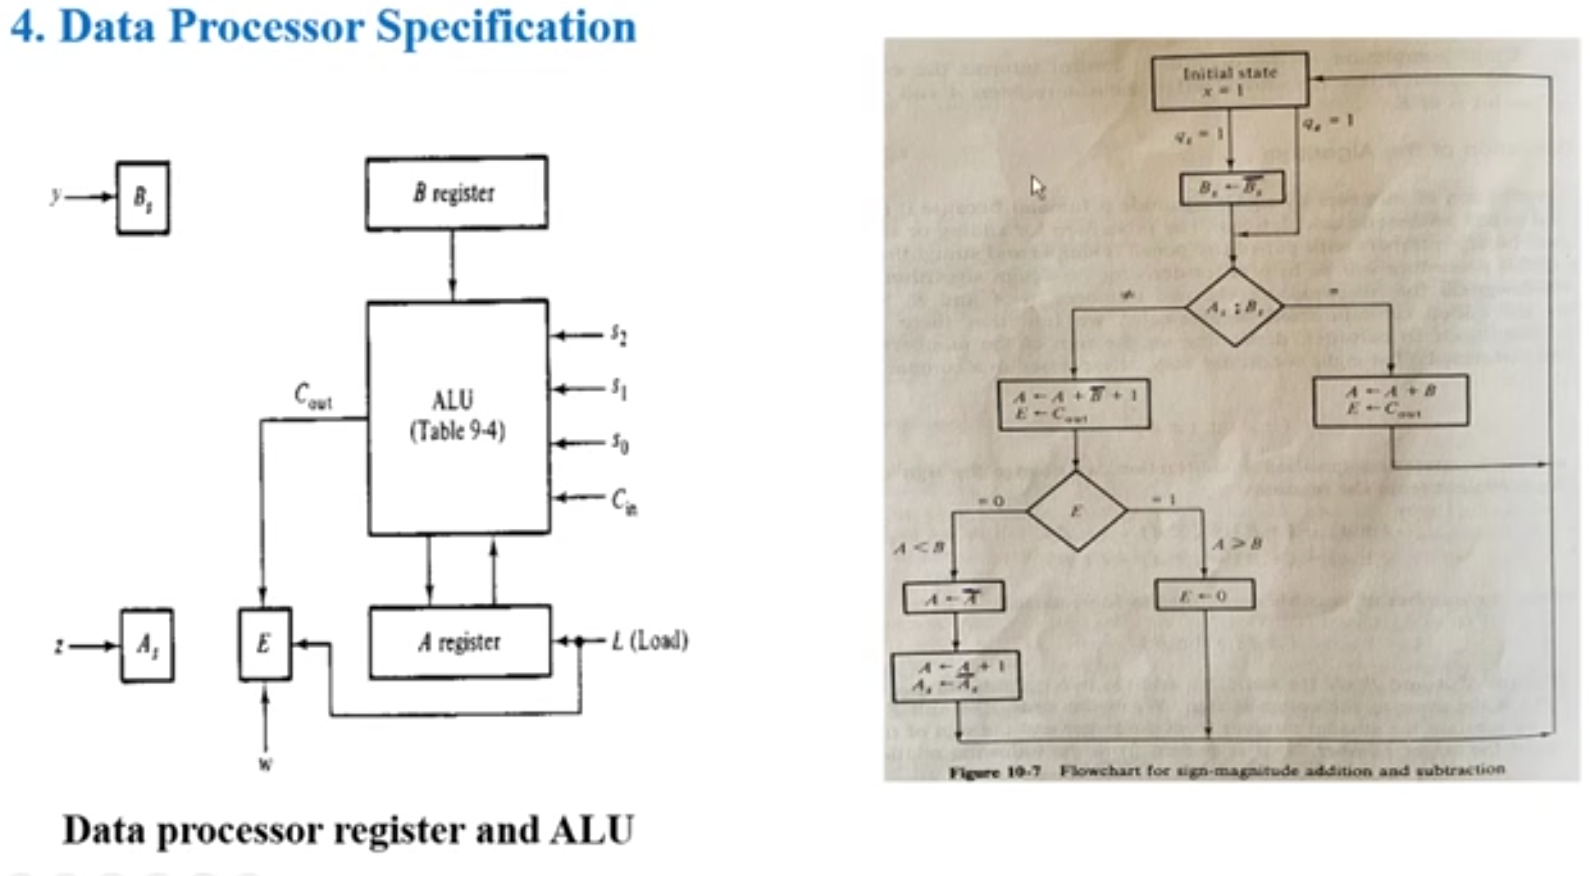 4. Data Processor Specification
y
B_s
B register
s_2
s_1
s_0
C_in
C_out
ALU
(Table 9-4)
z
A_s
E
A register
L (Load)
w
Data processor register and ALU
Initial state
x = 1
q_s = 1
q_a = 1
B_s ← B̅_s
A_s : B_s
≠
=
A ← A + B̅ + 1
E ← C_out
A ← A + B
E ← C_out
E
= 0
= 1
A < B
A ≥ B
A ← A̅
E ← 0
A ← A + 1
A_s ← A̅_s
Figure 10-7 Flowchart for sign-magnitude addition and subtraction